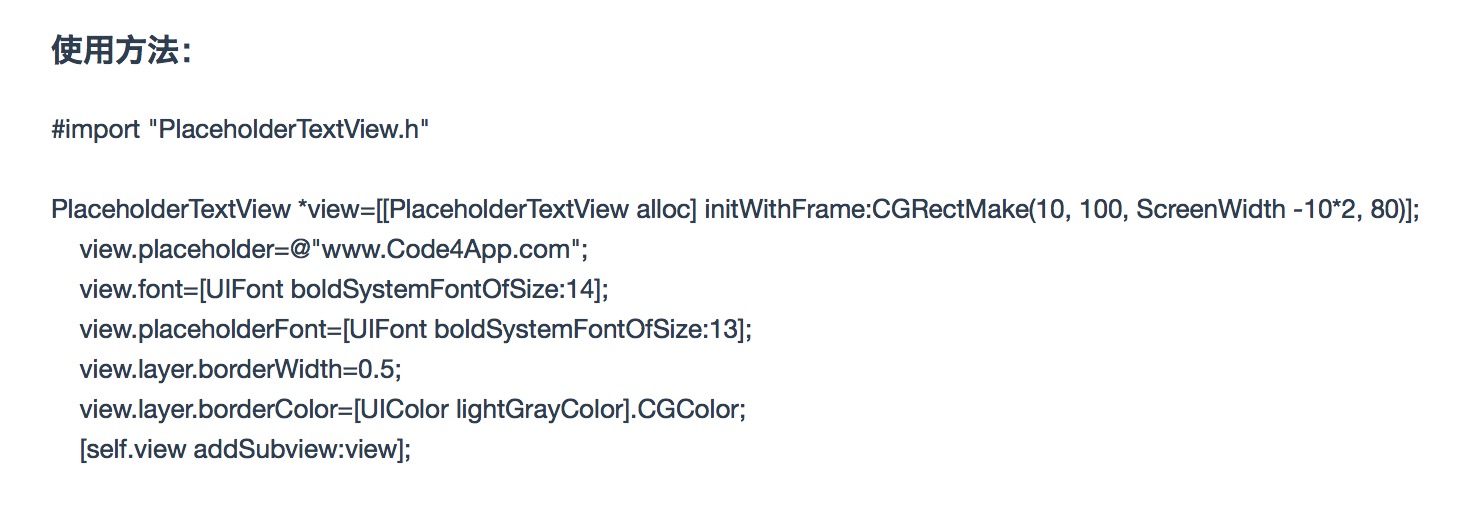 使用方法：
#import "PlaceholderTextView.h"
PlaceholderTextView *view=[[PlaceholderTextView alloc] initWithFrame:CGRectMake(10, 100, ScreenWidth -10*2, 80)];
view.placeholder=@"www.Code4App.com";
view.font=[UIFont boldSystemFontOfSize:14];
view.placeholderFont=[UIFont boldSystemFontOfSize:13];
view.layer.borderWidth=0.5;
view.layer.borderColor=[UIColor lightGrayColor].CGColor;
[self.view addSubview:view];